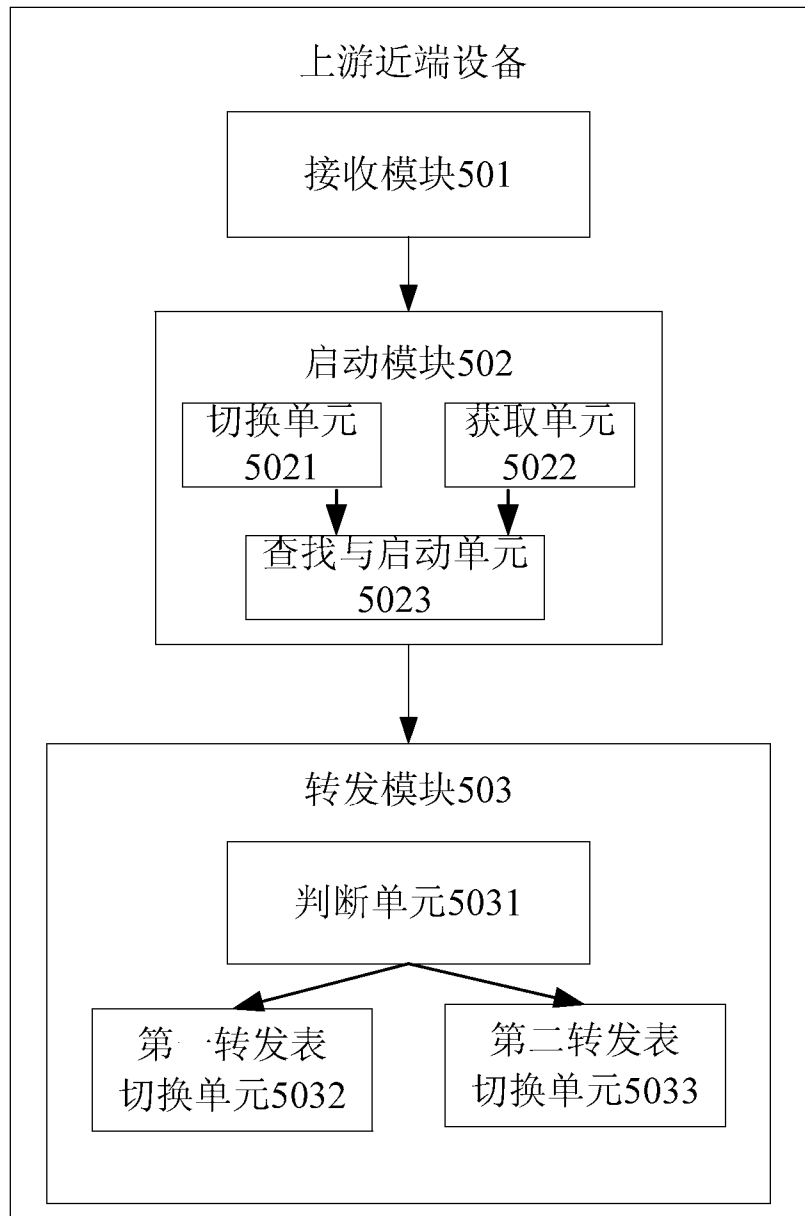 上游近端设备
接收模块501
启动模块502
切换单元
5021
获取单元
5022
查找与启动单元
5023
转发模块503
判断单元5031
第一转发表
切换单元5032
第二转发表
切换单元5033